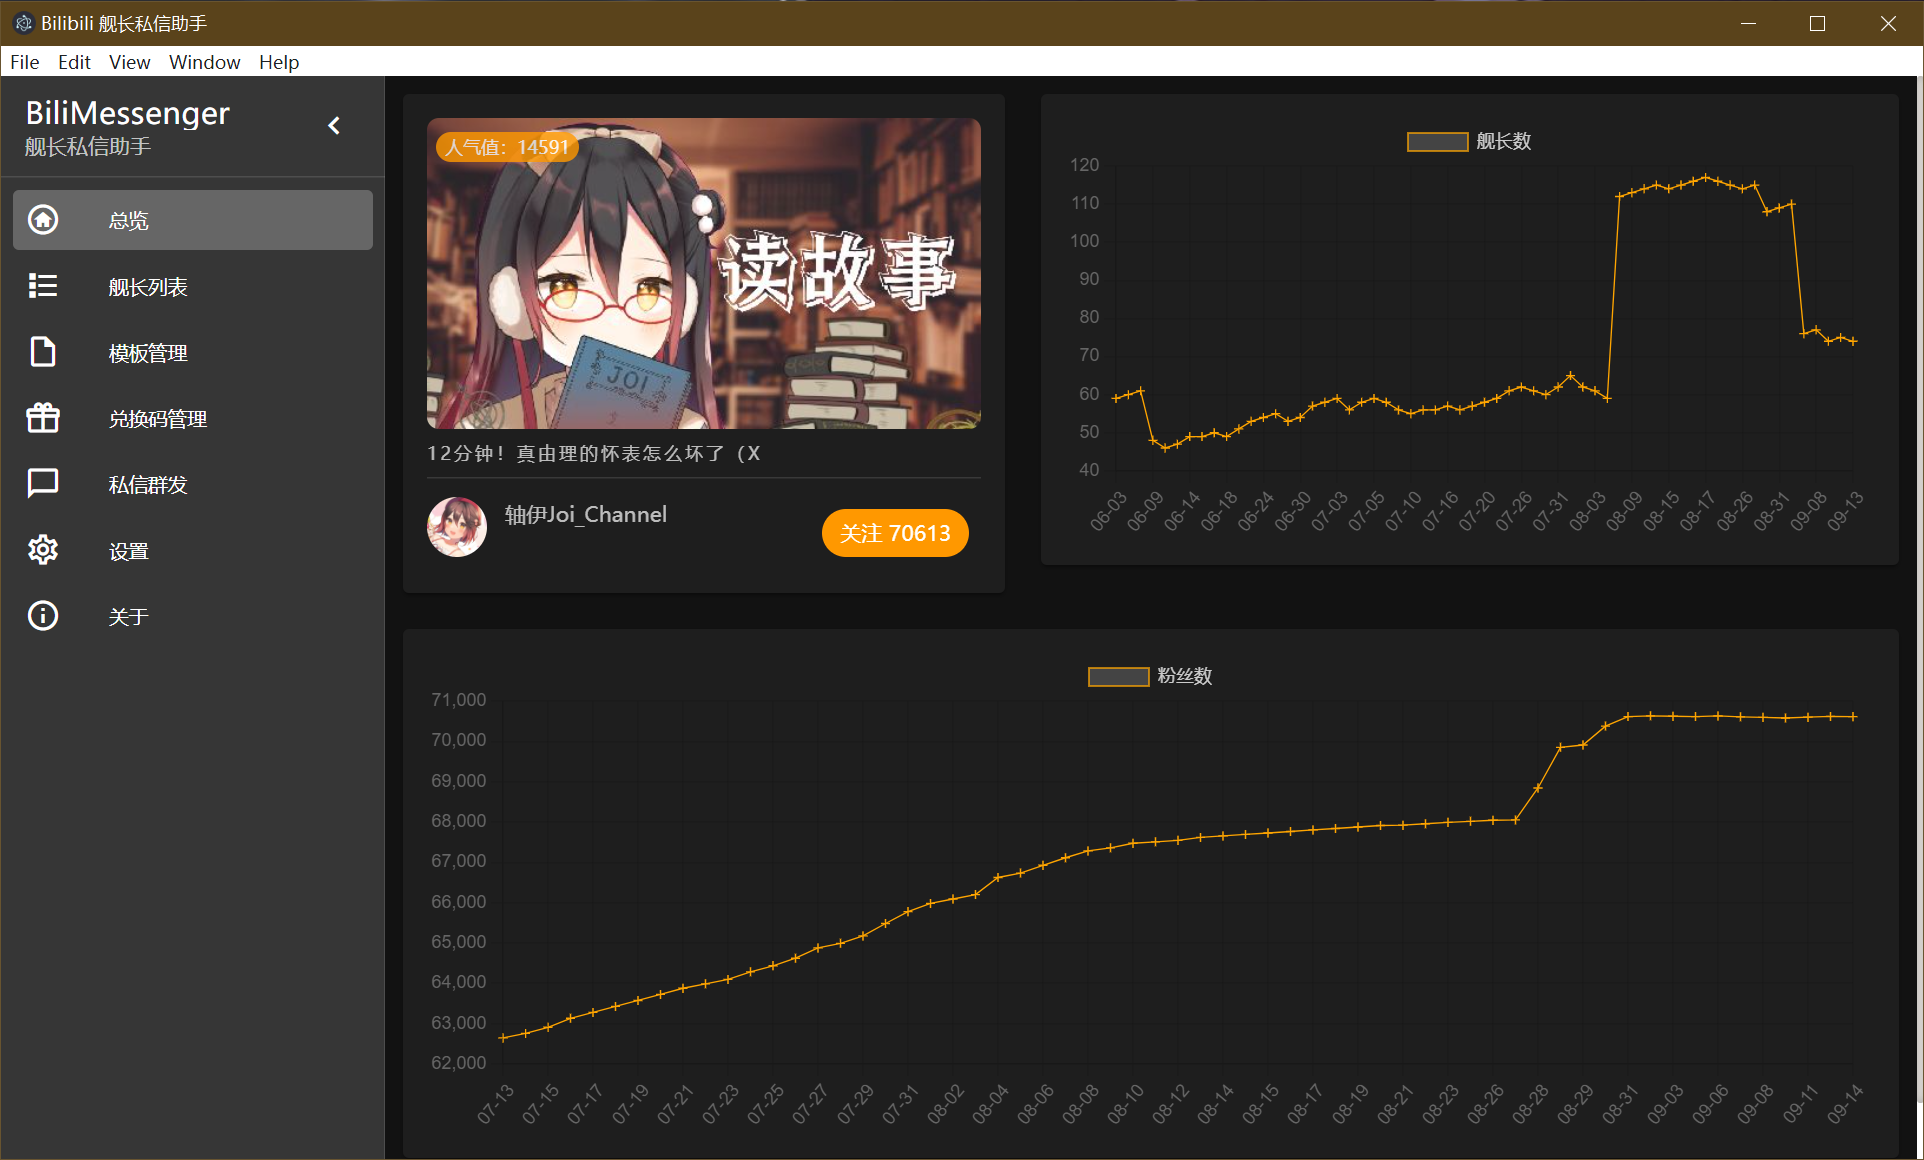 Bilibili 舰长私信助手
File Edit View Window Help
BiliMessenger
舰长私信助手
总览
舰长列表
模板管理
兑换码管理
私信群发
设置
关于
人气值：14591
读故事
JOI
12分钟！真由理的怀表怎么坏了（X
轴伊Joi_Channel
关注 70613
舰长数
120
110
100
90
80
70
60
50
40
06-03 06-09 06-14 06-18 06-24 06-30 07-03 07-05 07-10 07-16 07-20 07-26 07-31 08-03 08-09 08-15 08-17 08-26 08-31 09-08 09-13
粉丝数
71,000
70,000
69,000
68,000
67,000
66,000
65,000
64,000
63,000
62,000
07-13 07-15 07-17 07-19 07-21 07-23 07-25 07-27 07-29 07-31 08-02 08-04 08-06 08-08 08-10 08-12 08-14 08-15 08-17 08-19 08-21 08-23 08-26 08-28 08-29 08-31 09-03 09-06 09-08 09-11 09-14